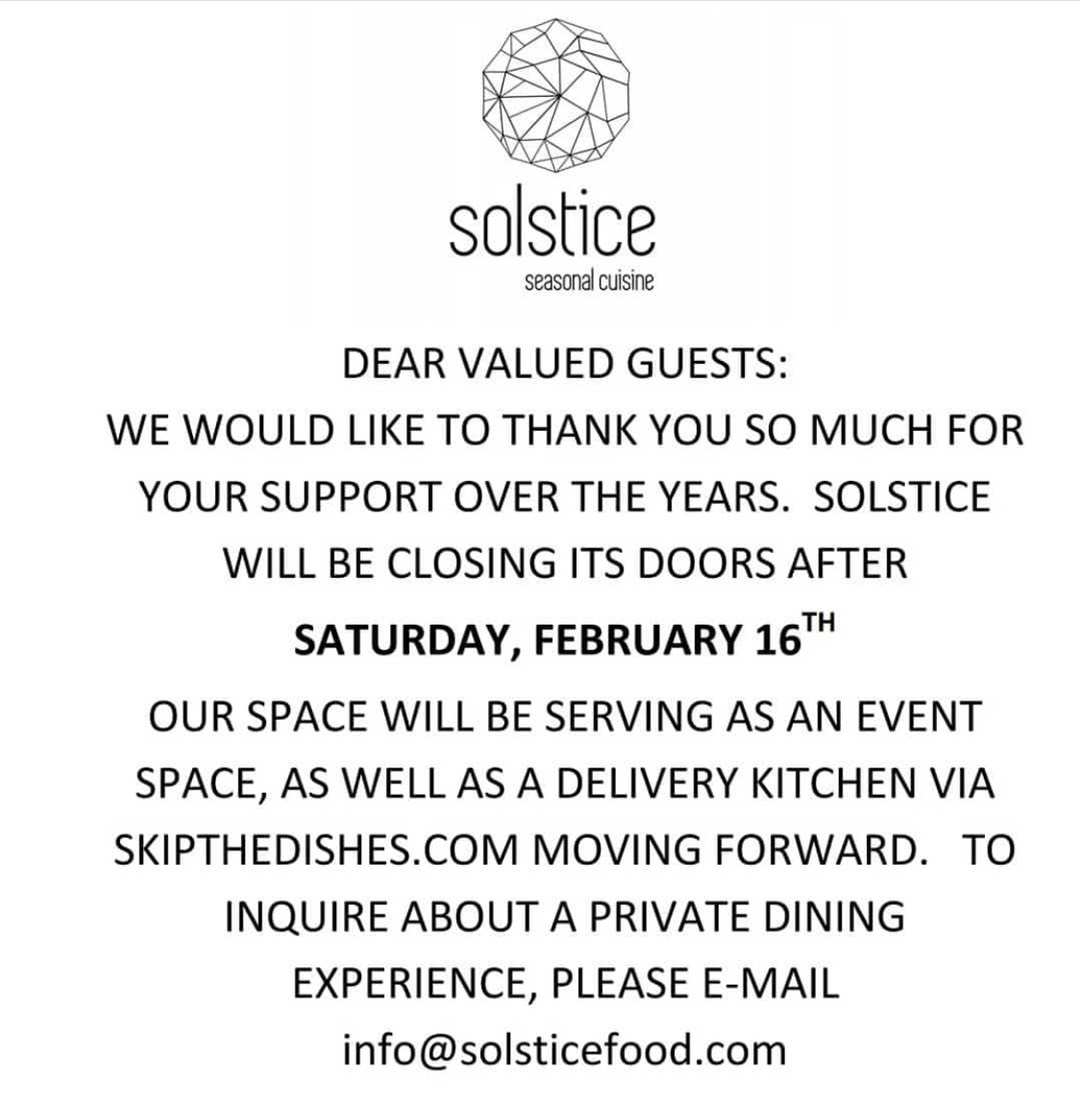 solstice
seasonal cuisine
DEAR VALUED GUESTS:
WE WOULD LIKE TO THANK YOU SO MUCH FOR
YOUR SUPPORT OVER THE YEARS.  SOLSTICE
WILL BE CLOSING ITS DOORS AFTER
SATURDAY, FEBRUARY 16TH
OUR SPACE WILL BE SERVING AS AN EVENT
SPACE, AS WELL AS A DELIVERY KITCHEN VIA
SKIPTHEDISHES.COM MOVING FORWARD.   TO
INQUIRE ABOUT A PRIVATE DINING
EXPERIENCE, PLEASE E-MAIL
info@solsticefood.com